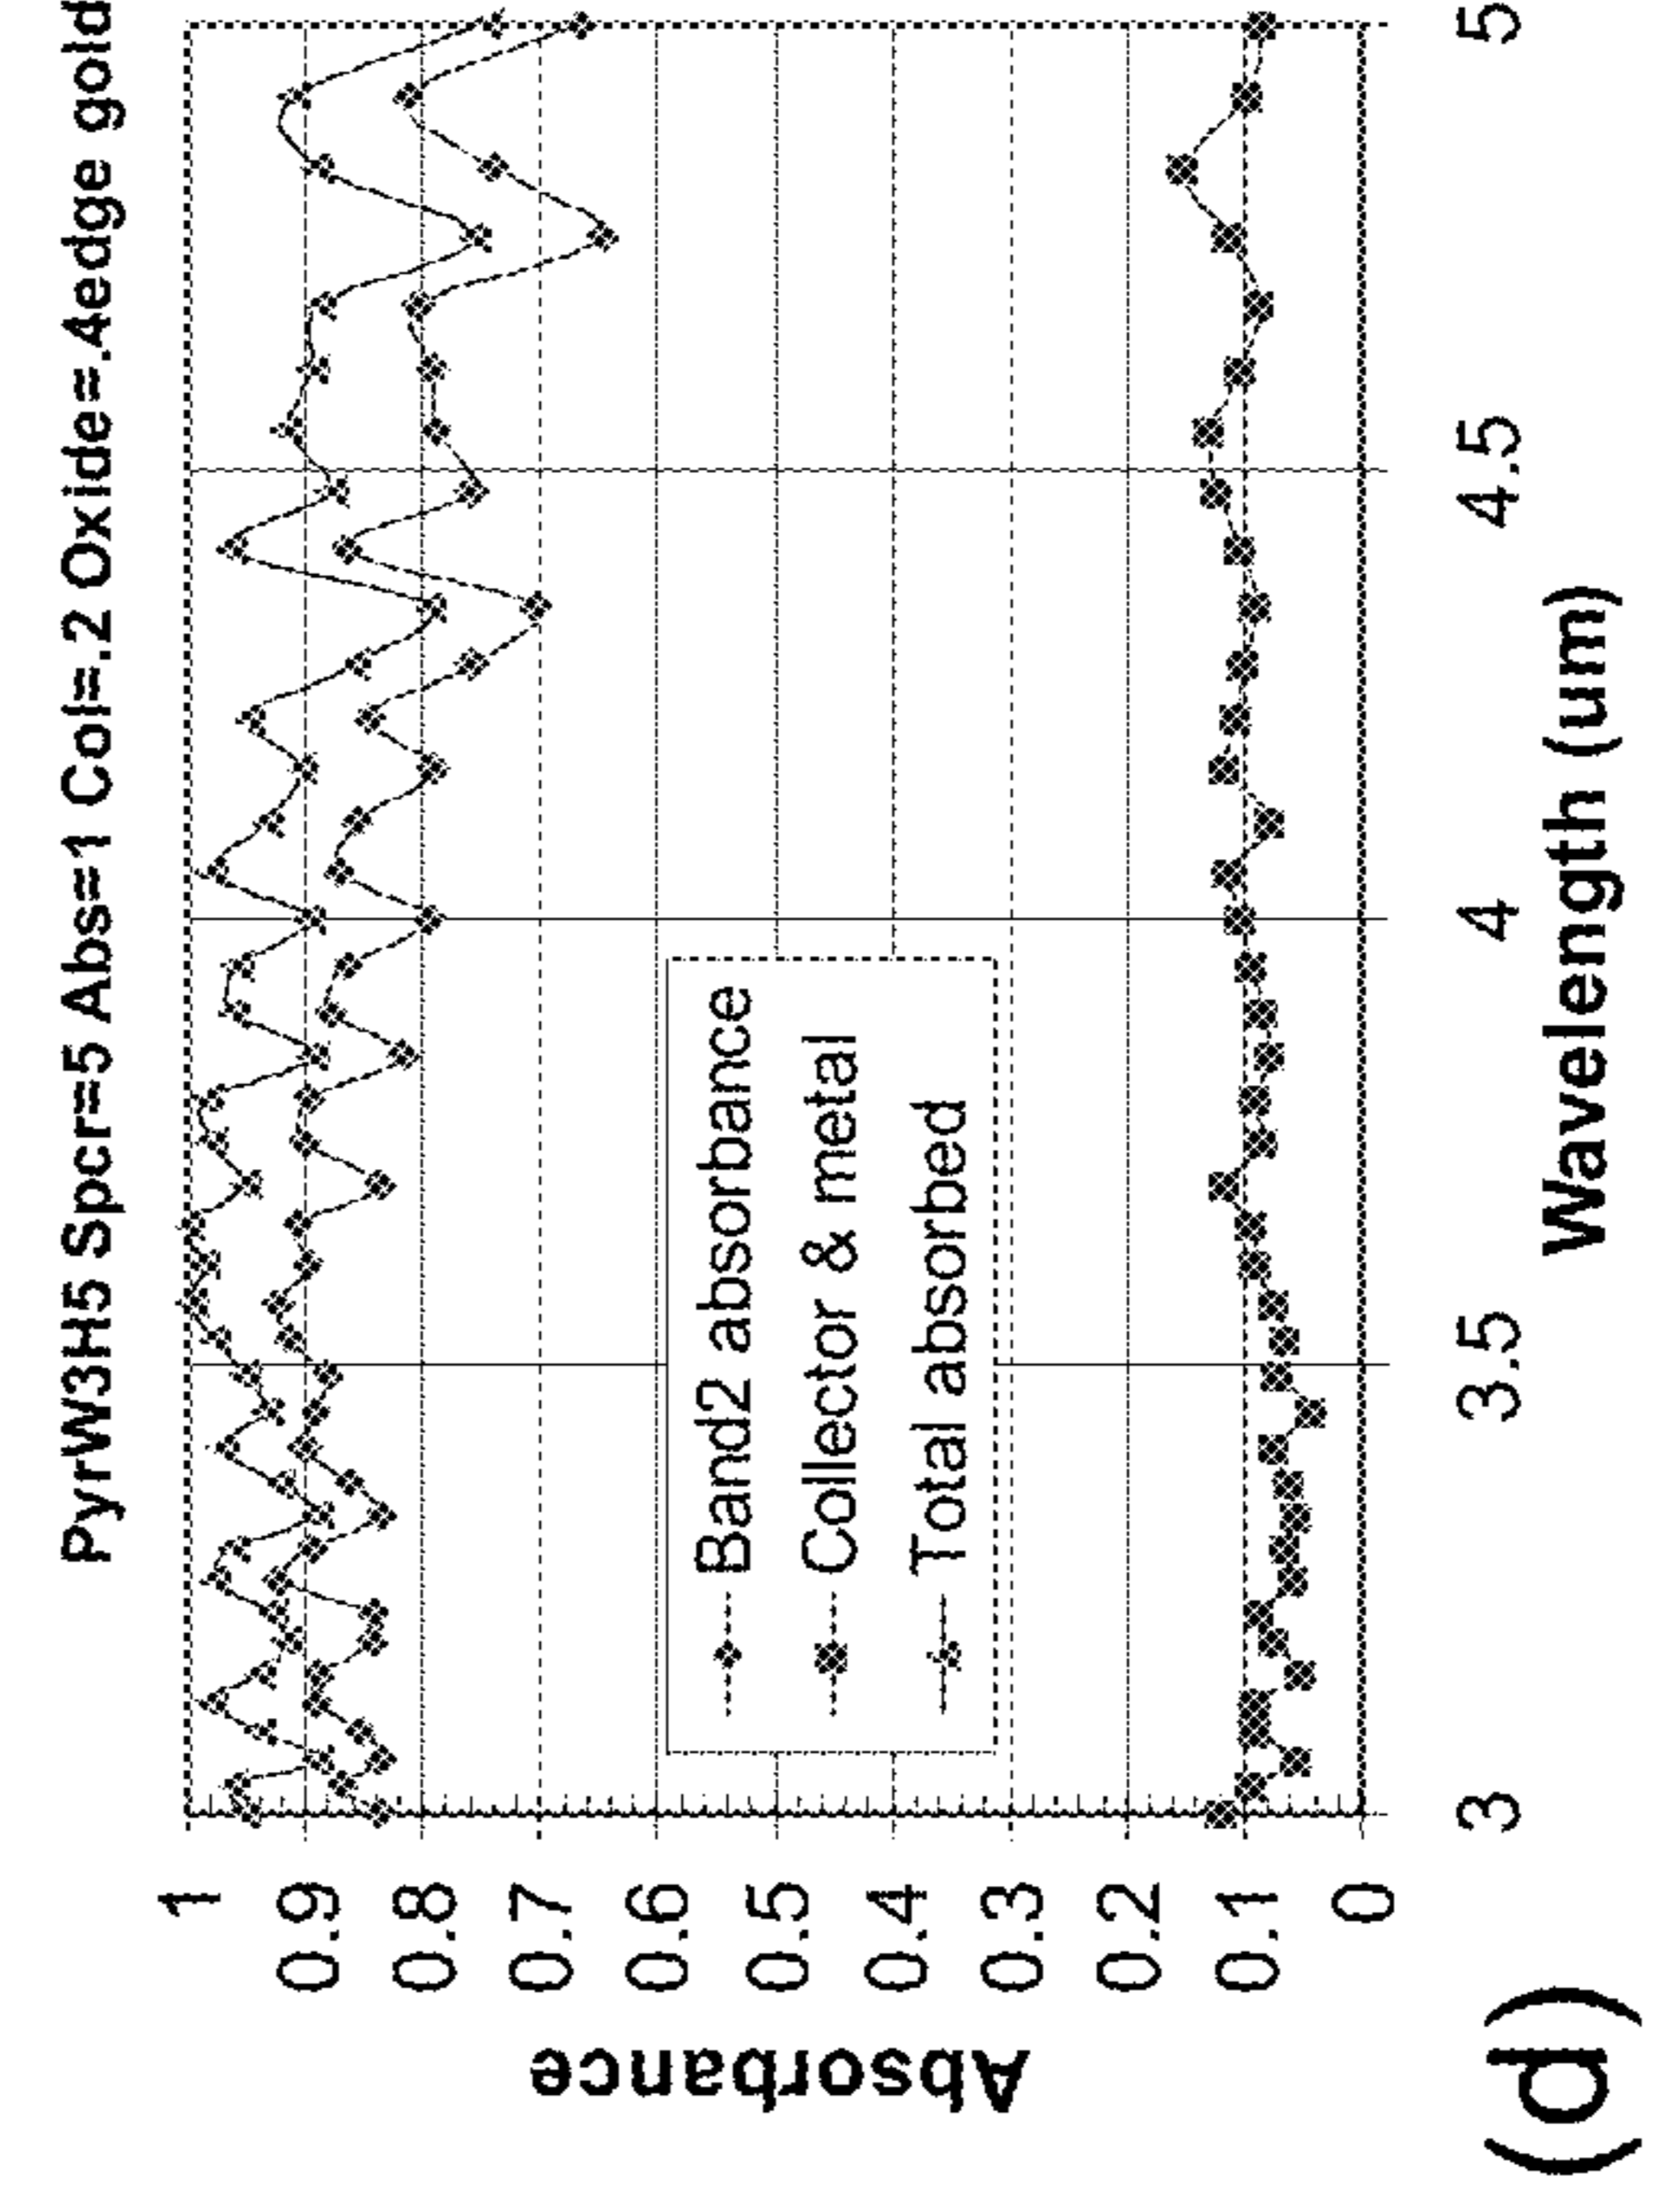 PyrW3H5 Spcr=5 Abs=1 Col=.2 Oxide=.4edge gold
1
0.9
0.8
0.7
0.6
0.5
0.4
0.3
0.2
0.1
0
Absorbance
Band2 absorbance
Collector & metal
Total absorbed
3 3.5 4 4.5 5
Wavelength (um)
(d)